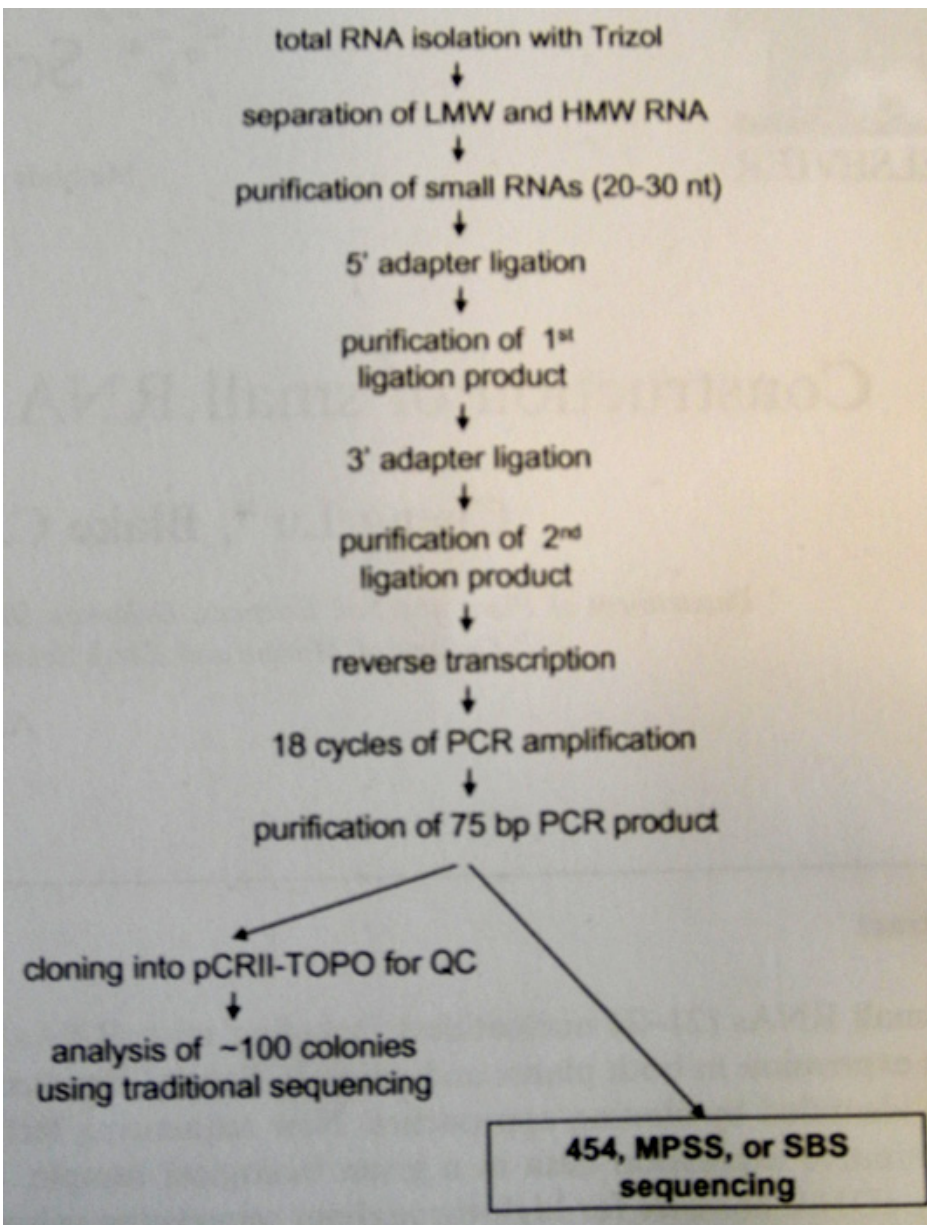 total RNA isolation with Trizol
separation of LMW and HMW RNA
purification of small RNAs (20-30 nt)
5' adapter ligation
purification of 1st
ligation product
3' adapter ligation
purification of 2nd
ligation product
reverse transcription
18 cycles of PCR amplification
purification of 75 bp PCR product
cloning into pCRII-TOPO for QC
analysis of ~100 colonies
using traditional sequencing
454, MPSS, or SBS
sequencing